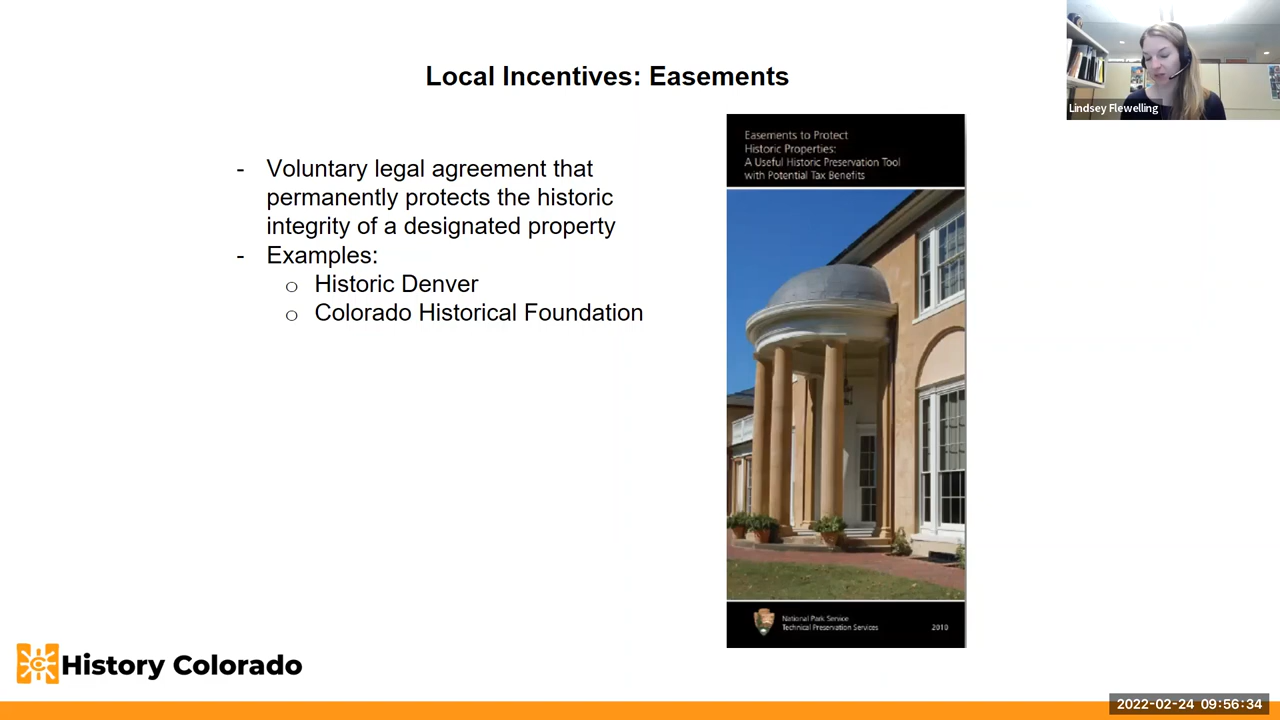 Local Incentives: Easements
Lindsey Flewelling
- Voluntary legal agreement that
permanently protects the historic
integrity of a designated property
- Examples:
○ Historic Denver
○ Colorado Historical Foundation
Easements to Protect
Historic Properties:
A Useful Historic Preservation Tool
with Potential Tax Benefits
National Park Service
Technical Preservation Services
2010
History Colorado
2022-02-24 09:56:34